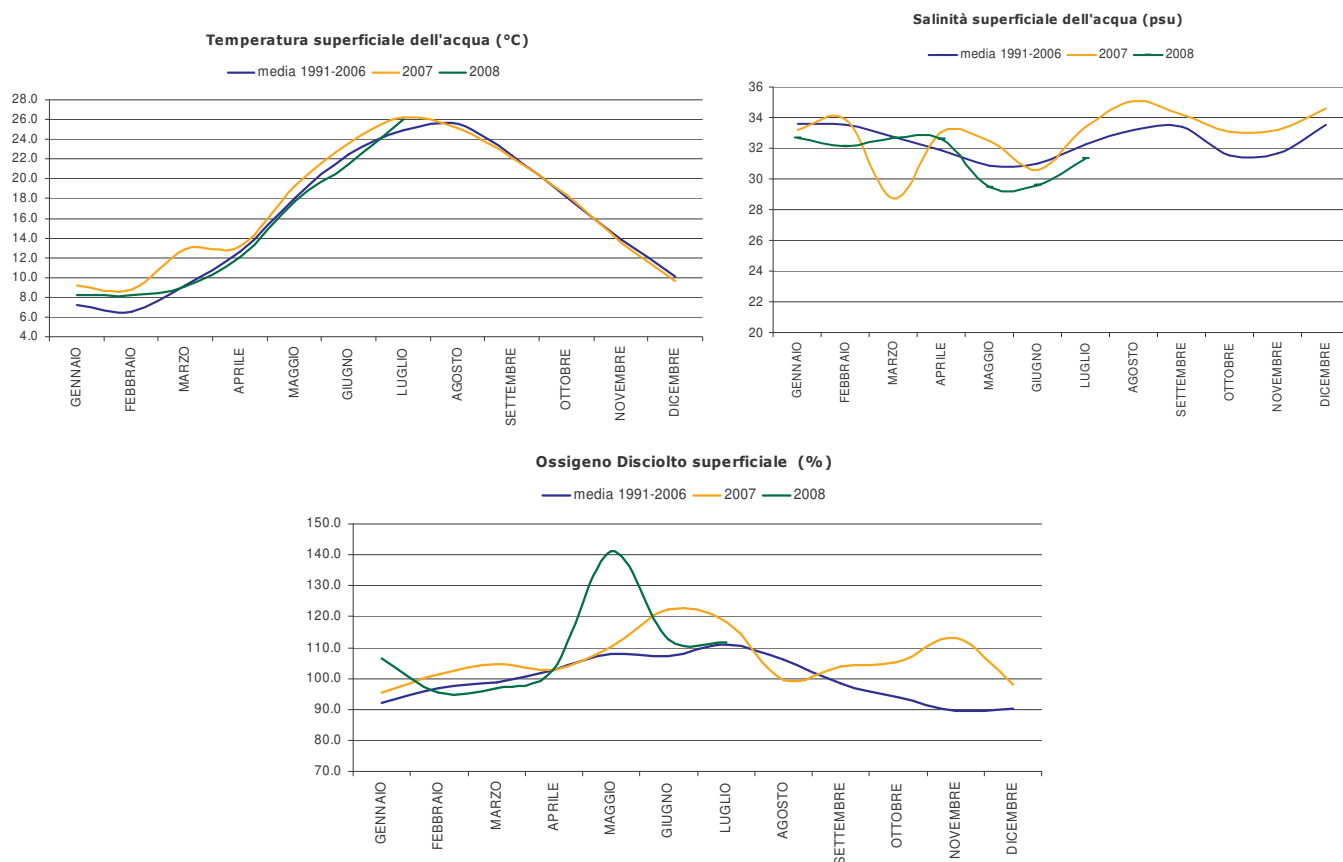 Temperatura superficiale dell'acqua (°C)
media 1991-2006 2007 2008
28.0
26.0
24.0
22.0
20.0
18.0
16.0
14.0
12.0
10.0
8.0
6.0
4.0
GENNAIO
FEBBRAIO
MARZO
APRILE
MAGGIO
GIUGNO
LUGLIO
AGOSTO
SETTEMBRE
OTTOBRE
NOVEMBRE
DICEMBRE
Salinità superficiale dell'acqua (psu)
media 1991-2006 2007 2008
36
34
32
30
28
26
24
22
20
GENNAIO
FEBBRAIO
MARZO
APRILE
MAGGIO
GIUGNO
LUGLIO
AGOSTO
SETTEMBRE
OTTOBRE
NOVEMBRE
DICEMBRE
Ossigeno Disciolto superficiale (%)
media 1991-2006 2007 2008
150.0
140.0
130.0
120.0
110.0
100.0
90.0
80.0
70.0
GENNAIO
FEBBRAIO
MARZO
APRILE
MAGGIO
GIUGNO
LUGLIO
AGOSTO
SETTEMBRE
OTTOBRE
NOVEMBRE
DICEMBRE